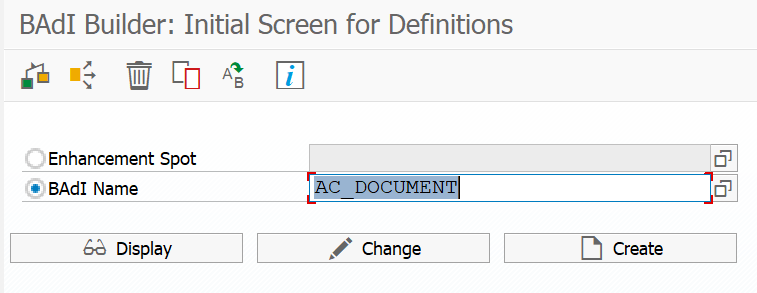 BAdI Builder: Initial Screen for Definitions
A B
i
Enhancement Spot
BAdI Name AC_DOCUMENT
Display Change Create